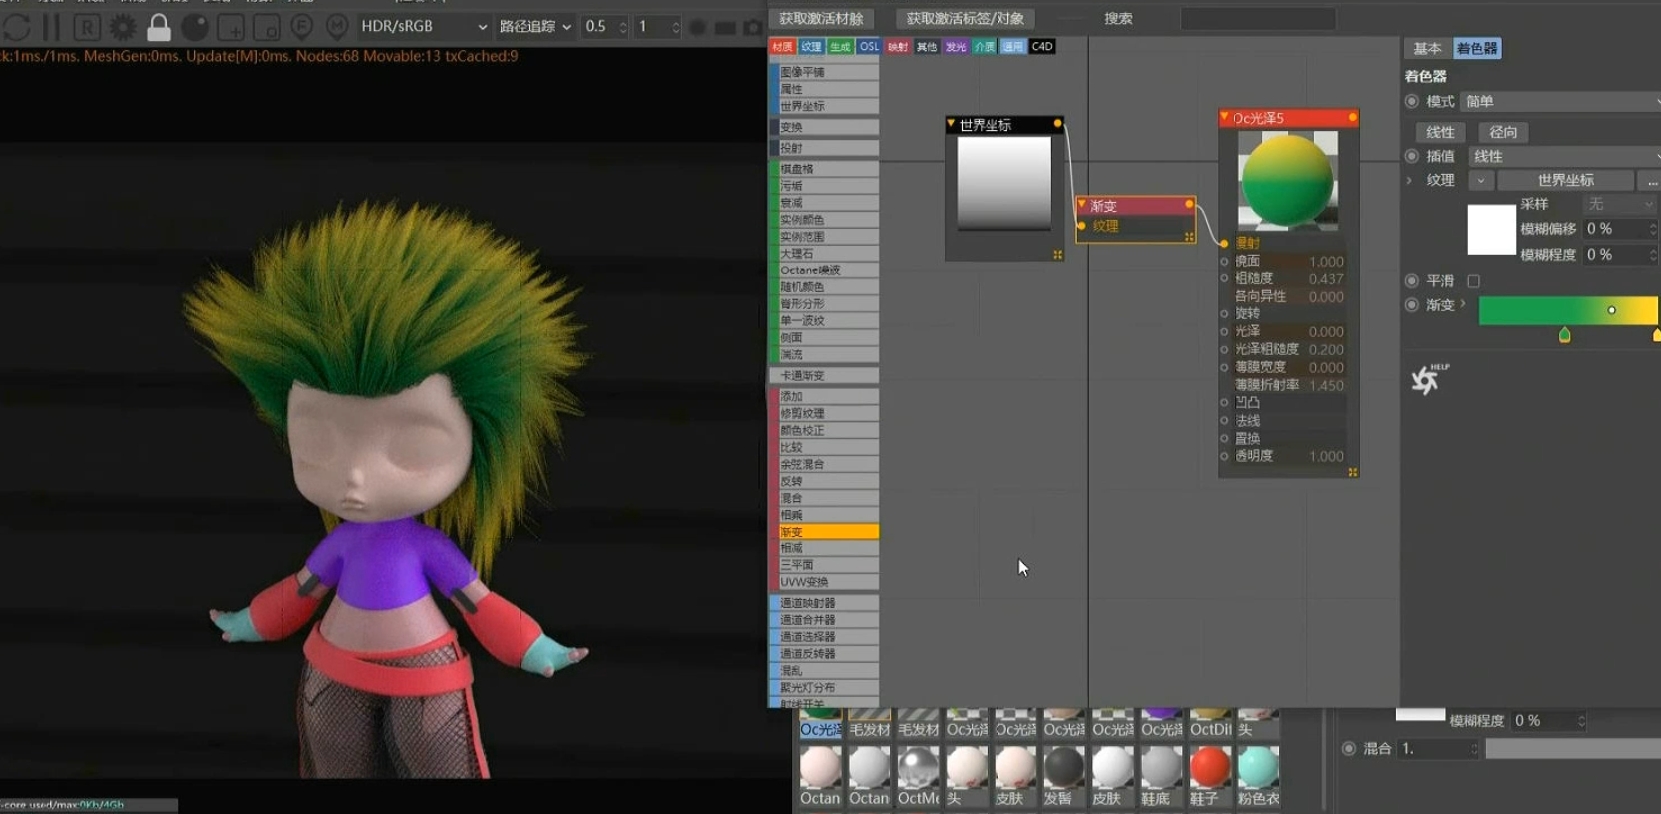 HDR/sRGB 路径追踪 0.5 1
k:1ms./1ms. MeshGen:0ms. Update[M]:0ms. Nodes:68 Movable:13 txCached:9
获取激活材 获取激活标签/对象 搜索
材质 纹理 生成 OSL 映射 其他 发光 介质 通用 C4D
图像平铺
属性
世界坐标
变换
投射
棋盘格
污垢
衰减
实例颜色
实例范围
大理石
Octane噪波
随机颜色
脊形分形
单一波纹
侧面
湍流
卡通渐变
添加
修剪纹理
颜色校正
比较
余弦混合
反转
混合
相乘
渐变
相减
三平面
UVW变换
通道映射器
通道合并器
通道选择器
通道反转器
混乱
聚光灯分布
世界坐标
渐变
纹理
Oc光泽5
漫射
镜面 1.000
粗糙度 0.437
各向异性 0.000
旋转
光泽 0.000
光泽粗糙度 0.200
薄膜宽度 0.000
薄膜折射率 1.450
凹凸
法线
置换
透明度 1.000
基本 着色器
着色器
模式 简单
线性 径向
插值 线性
纹理 世界坐标 ...
采样 无
模糊偏移 0 %
模糊程度 0 %
平滑
渐变
HELP
模糊程度 0 %
混合 1.
Oc光泽 毛发材 毛发材 Oc光泽 Oc光泽 Oc光泽 Oc光泽 Oc光泽 OctDif 头
Octan Octan OctMe 头 皮肤 发髻 皮肤 鞋底 鞋子 粉色衣
-core used/max:0Kb/4Gb